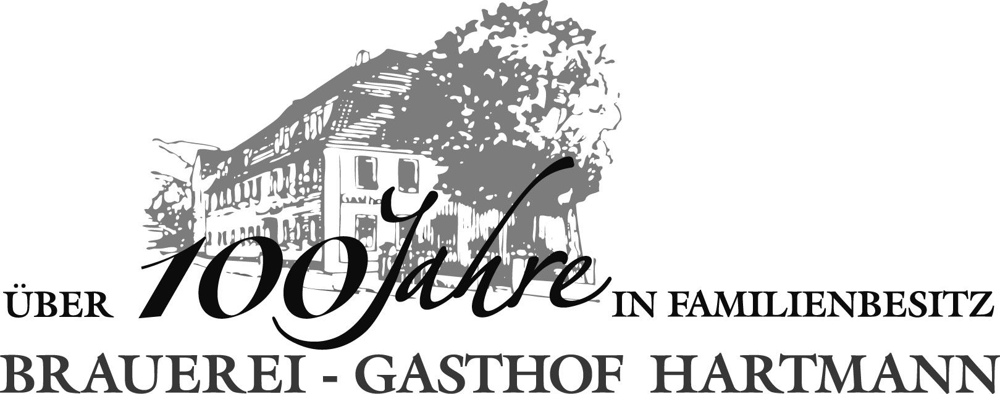 ÜBER 100 Jahre IN FAMILIENBESITZ
BRAUEREI - GASTHOF HARTMANN